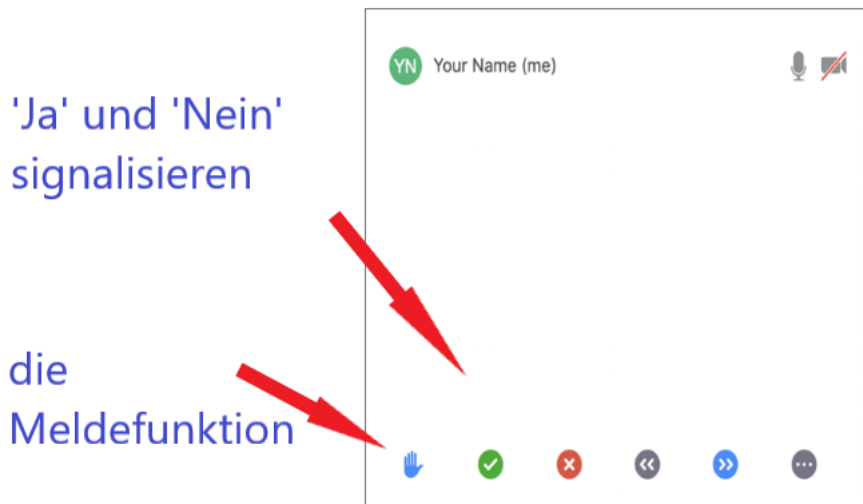 YN Your Name (me)
'Ja' und 'Nein'
signalisieren
die
Meldefunktion